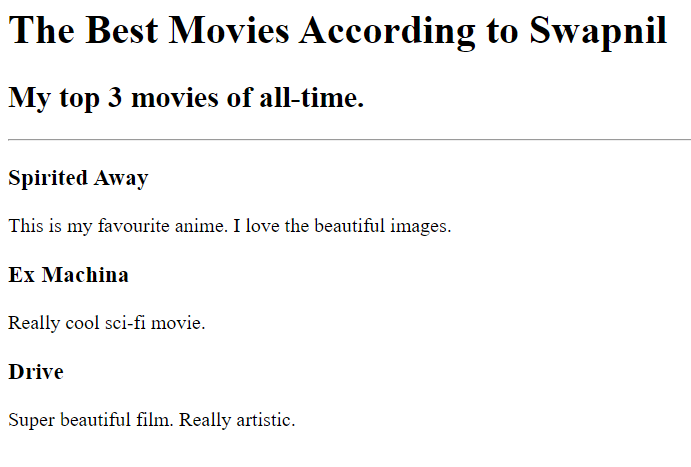 The Best Movies According to Swapnil
My top 3 movies of all-time.
Spirited Away
This is my favourite anime. I love the beautiful images.
Ex Machina
Really cool sci-fi movie.
Drive
Super beautiful film. Really artistic.